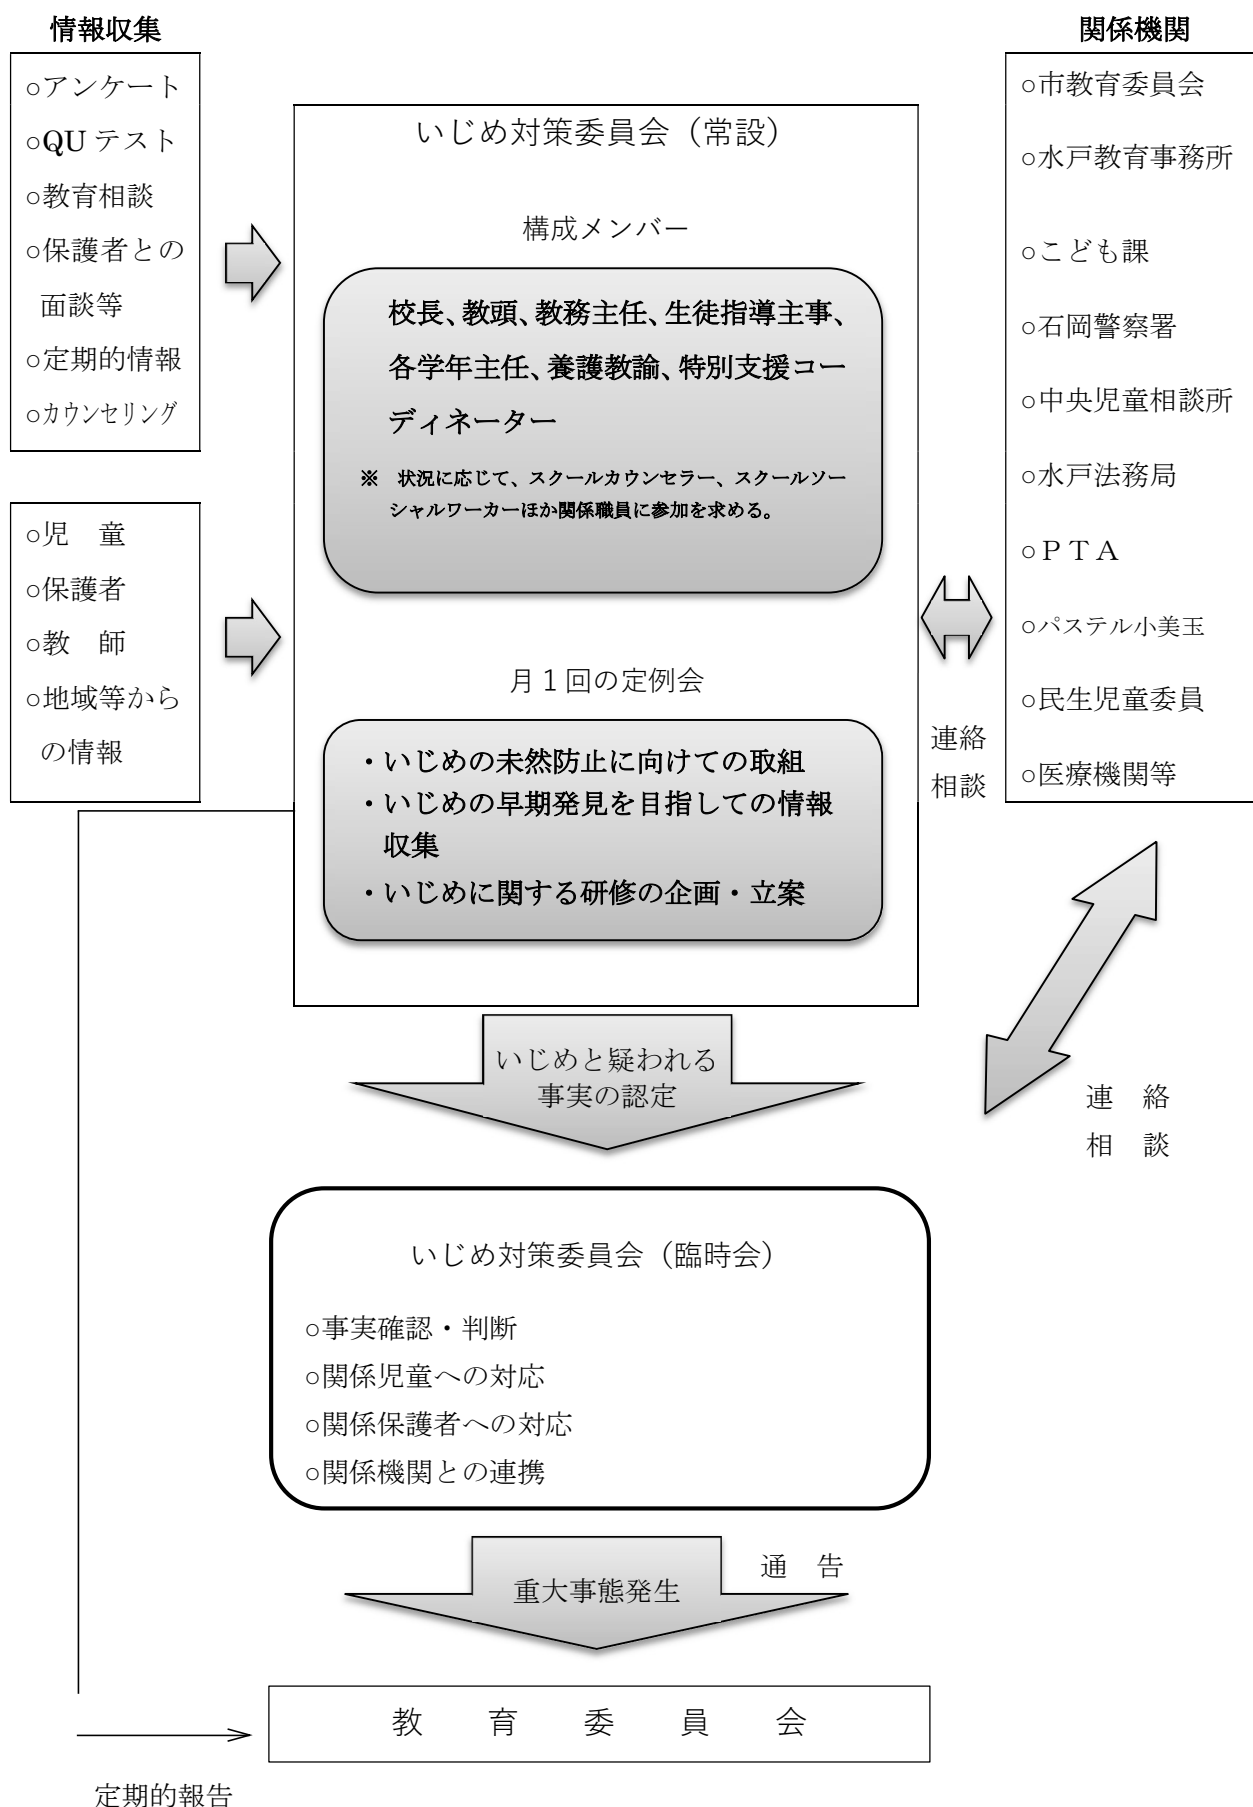 情報収集
○アンケート
○QU テスト
○教育相談
○保護者との
面談等
○定期的情報
○カウンセリング
○児　童
○保護者
○教　師
○地域等から
の情報
いじめ対策委員会（常設）
構成メンバー
校長、教頭、教務主任、生徒指導主事、
各学年主任、養護教諭、特別支援コー
ディネーター
※　状況に応じて、スクールカウンセラー、スクールソー
シャルワーカーほか関係職員に参加を求める。
月１回の定例会
・いじめの未然防止に向けての取組
・いじめの早期発見を目指しての情報
収集
・いじめに関する研修の企画・立案
連絡
相談
関係機関
○市教育委員会
○水戸教育事務所
○こども課
○石岡警察署
○中央児童相談所
○水戸法務局
○ＰＴＡ
○パステル小美玉
○民生児童委員
○医療機関等
いじめと疑われる
事実の認定
連　絡
相　談
いじめ対策委員会（臨時会）
○事実確認・判断
○関係児童への対応
○関係保護者への対応
○関係機関との連携
重大事態発生
通　告
教　育　委　員　会
定期的報告